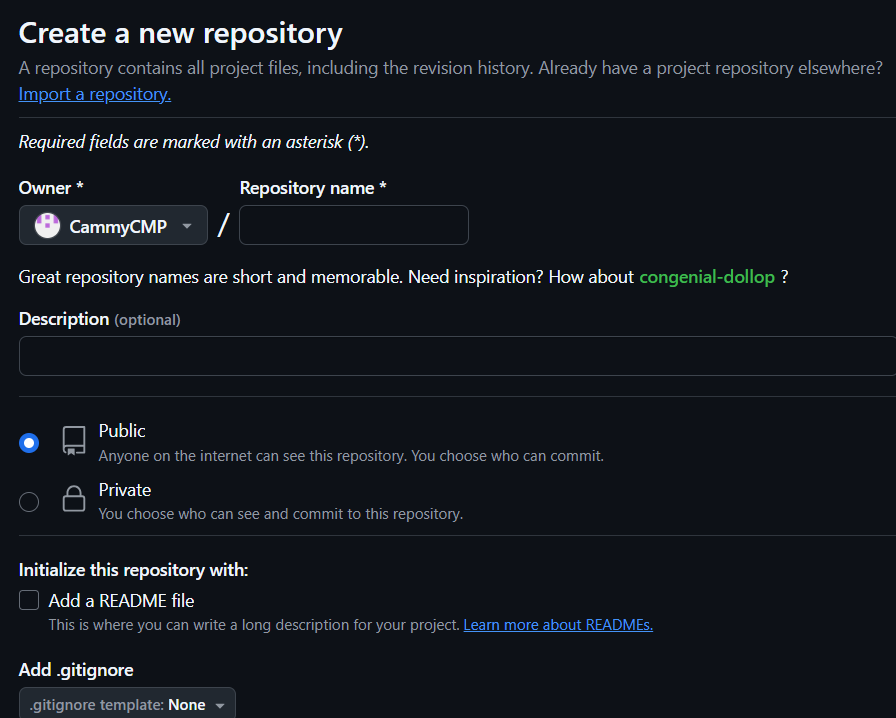 Create a new repository
A repository contains all project files, including the revision history. Already have a project repository elsewhere?
Import a repository.
Required fields are marked with an asterisk (*).
Owner * Repository name *
CammyCMP /
Great repository names are short and memorable. Need inspiration? How about congenial-dollop ?
Description (optional)
Public
Anyone on the internet can see this repository. You choose who can commit.
Private
You choose who can see and commit to this repository.
Initialize this repository with:
Add a README file
This is where you can write a long description for your project. Learn more about READMEs.
Add .gitignore
.gitignore template: None